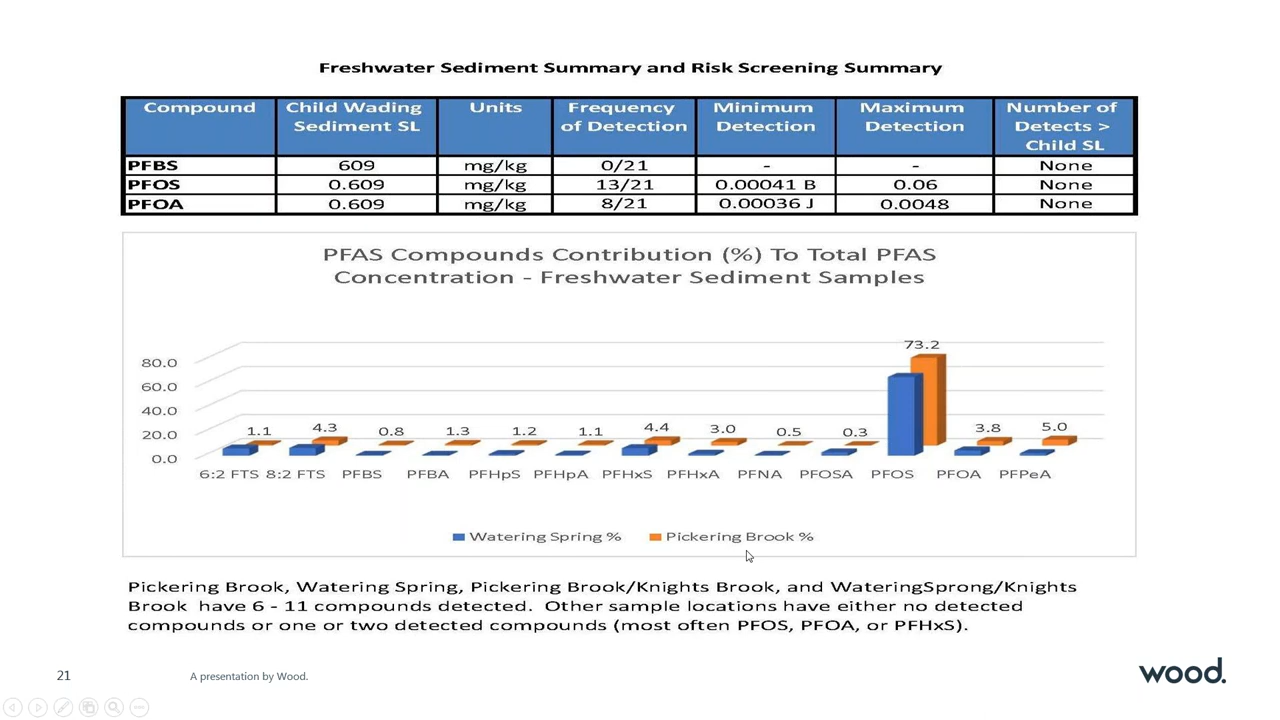 Freshwater Sediment Summary and Risk Screening Summary
Compound Child Wading Sediment SL Units Frequency of Detection Minimum Detection Maximum Detection Number of Detects > Child SL
PFBS 609 mg/kg 0/21 - - None
PFOS 0.609 mg/kg 13/21 0.00041 B 0.06 None
PFOA 0.609 mg/kg 8/21 0.00036 J 0.0048 None
PFAS Compounds Contribution (%) To Total PFAS
Concentration - Freshwater Sediment Samples
73.2
80.0
60.0
40.0
20.0
0.0
1.1 4.3 0.8 1.3 1.2 1.1 4.4 3.0 0.5 0.3 3.8 5.0
6:2 FTS 8:2 FTS PFBS PFBA PFHpS PFHpA PFHxS PFHxA PFNA PFOSA PFOS PFOA PFPeA
Watering Spring % Pickering Brook %
Pickering Brook, Watering Spring, Pickering Brook/Knights Brook, and WateringSprong/Knights
Brook have 6 - 11 compounds detected. Other sample locations have either no detected
compounds or one or two detected compounds (most often PFOS, PFOA, or PFHxS).
21 A presentation by Wood.
wood.